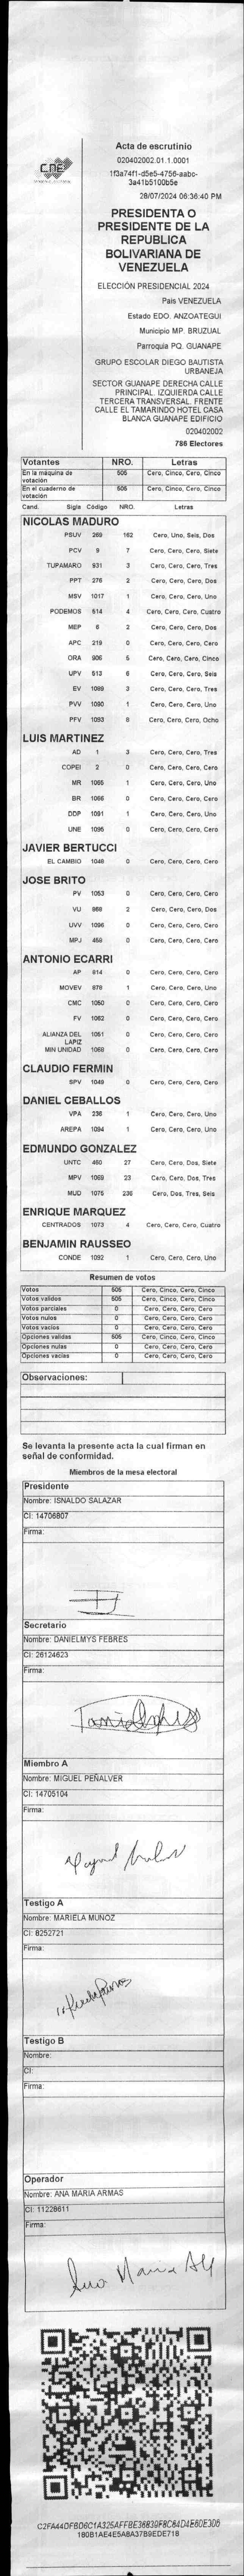 CNE
Acta de escrutinio
020402002.01.1.0001
1f3a74f1-d5e5-4756-aabc-
3a41b5100b5e
28/07/2024 06:36:40 PM
PRESIDENTA O
PRESIDENTE DE LA
REPUBLICA
BOLIVARIANA DE
VENEZUELA
ELECCIÓN PRESIDENCIAL 2024
Pais VENEZUELA
Estado EDO. ANZOATEGUI
Municipio MP. BRUZUAL
Parroquia PQ. GUANAPE
GRUPO ESCOLAR DIEGO BAUTISTA
URBANEJA
SECTOR GUANAPE DERECHA CALLE
PRINCIPAL. IZQUIERDA CALLE
TERCERA TRANSVERSAL. FRENTE
CALLE EL TAMARINDO HOTEL CASA
BLANCA GUANAPE EDIFICIO
020402002
786 Electores
Votantes NRO. Letras
En la máquina de votación 505 Cero, Cinco, Cero, Cinco
En el cuaderno de votación 505 Cero, Cinco, Cero, Cinco
Cand. Sigla Código NRO. Letras
NICOLAS MADURO
PSUV 269 162 Cero, Uno, Seis, Dos
PCV 9 7 Cero, Cero, Cero, Siete
TUPAMARO 931 3 Cero, Cero, Cero, Tres
PPT 276 2 Cero, Cero, Cero, Dos
MSV 1017 1 Cero, Cero, Cero, Uno
PODEMOS 514 4 Cero, Cero, Cero, Cuatro
MEP 6 2 Cero, Cero, Cero, Dos
APC 219 0 Cero, Cero, Cero, Cero
ORA 906 5 Cero, Cero, Cero, Cinco
UPV 513 6 Cero, Cero, Cero, Seis
EV 1089 3 Cero, Cero, Cero, Tres
PVV 1090 1 Cero, Cero, Cero, Uno
PFV 1093 8 Cero, Cero, Cero, Ocho
LUIS MARTINEZ
AD 1 3 Cero, Cero, Cero, Tres
COPEI 2 0 Cero, Cero, Cero, Cero
MR 1065 1 Cero, Cero, Cero, Uno
BR 1066 0 Cero, Cero, Cero, Cero
DDP 1091 1 Cero, Cero, Cero, Uno
UNE 1095 0 Cero, Cero, Cero, Cero
JAVIER BERTUCCI
EL CAMBIO 1046 0 Cero, Cero, Cero, Cero
JOSE BRITO
PV 1053 0 Cero, Cero, Cero, Cero
VU 868 2 Cero, Cero, Cero, Dos
UVV 1096 0 Cero, Cero, Cero, Cero
MPJ 458 0 Cero, Cero, Cero, Cero
ANTONIO ECARRI
AP 814 0 Cero, Cero, Cero, Cero
MOVEV 878 1 Cero, Cero, Cero, Uno
CMC 1050 0 Cero, Cero, Cero, Cero
FV 1082 0 Cero, Cero, Cero, Cero
ALIANZA DEL LAPIZ 1051 0 Cero, Cero, Cero, Cero
MIN UNIDAD 1068 0 Cero, Cero, Cero, Cero
CLAUDIO FERMIN
SPV 1049 0 Cero, Cero, Cero, Cero
DANIEL CEBALLOS
VPA 236 1 Cero, Cero, Cero, Uno
AREPA 1094 1 Cero, Cero, Cero, Uno
EDMUNDO GONZALEZ
UNTC 460 27 Cero, Cero, Dos, Siete
MPV 1069 23 Cero, Cero, Dos, Tres
MUD 1075 236 Cero, Dos, Tres, Seis
ENRIQUE MARQUEZ
CENTRADOS 1073 4 Cero, Cero, Cero, Cuatro
BENJAMIN RAUSSEO
CONDE 1092 1 Cero, Cero, Cero, Uno
Resumen de votos
Votos 505 Cero, Cinco, Cero, Cinco
Votos validos 505 Cero, Cinco, Cero, Cinco
Votos parciales 0 Cero, Cero, Cero, Cero
Votos nulos 0 Cero, Cero, Cero, Cero
Votos vacios 0 Cero, Cero, Cero, Cero
Opciones validas 505 Cero, Cinco, Cero, Cinco
Opciones nulas 0 Cero, Cero, Cero, Cero
Opciones vacias 0 Cero, Cero, Cero, Cero
Observaciones:
Se levanta la presente acta la cual firman en
señal de conformidad.
Miembros de la mesa electoral
Presidente
Nombre: ISNALDO SALAZAR
CI: 14706807
Firma:
Secretario
Nombre: DANIELMYS FEBRES
CI: 26124623
Firma:
Miembro A
Nombre: MIGUEL PEÑALVER
CI: 14705104
Firma:
Testigo A
Nombre: MARIELA MUÑOZ
CI: 8252721
Firma:
Testigo B
Nombre:
CI:
Firma:
Operador
Nombre: ANA MARIA ARMAS
CI: 11228611
Firma:
Ana Maria
C2FA44DFBD6C1A325AFFBE36839F8C84D4E6DE3D6
180B1AE4E5A8A37B9EDE718